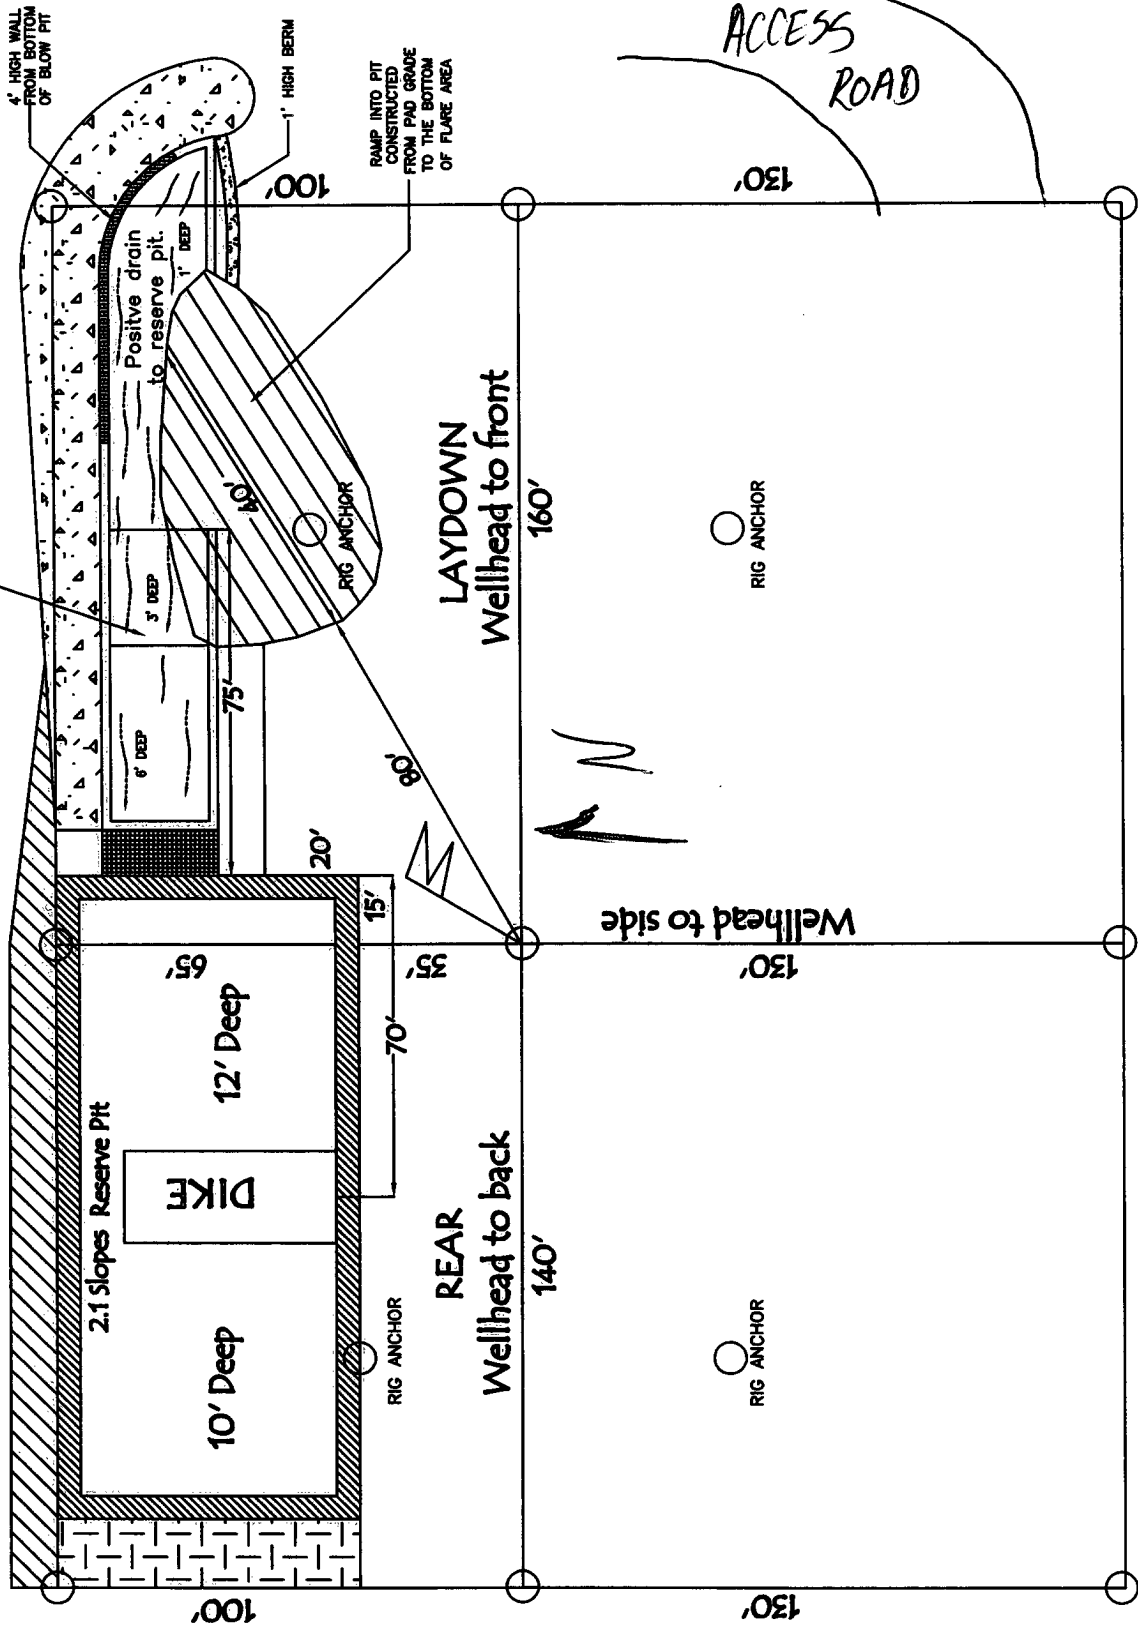 4' HIGH WALL
FROM BOTTOM
OF BLOW PIT
1' HIGH BERM
RAMP INTO PIT
CONSTRUCTED
FROM PAD GRADE
TO THE BOTTOM
OF FLARE AREA
ACCESS
ROAD
100'
130'
Positve drain
to reserve pit.
1' DEEP
3' DEEP
6' DEEP
40'
RIG ANCHOR
75'
80'
LAYDOWN
Wellhead to front
160'
RIG ANCHOR
N
20'
15'
Wellhead to side
65'
35'
130'
70'
12' Deep
2.1 Slopes Reserve Pit
DIKE
10' Deep
REAR
Wellhead to back
140'
RIG ANCHOR
RIG ANCHOR
100'
130'